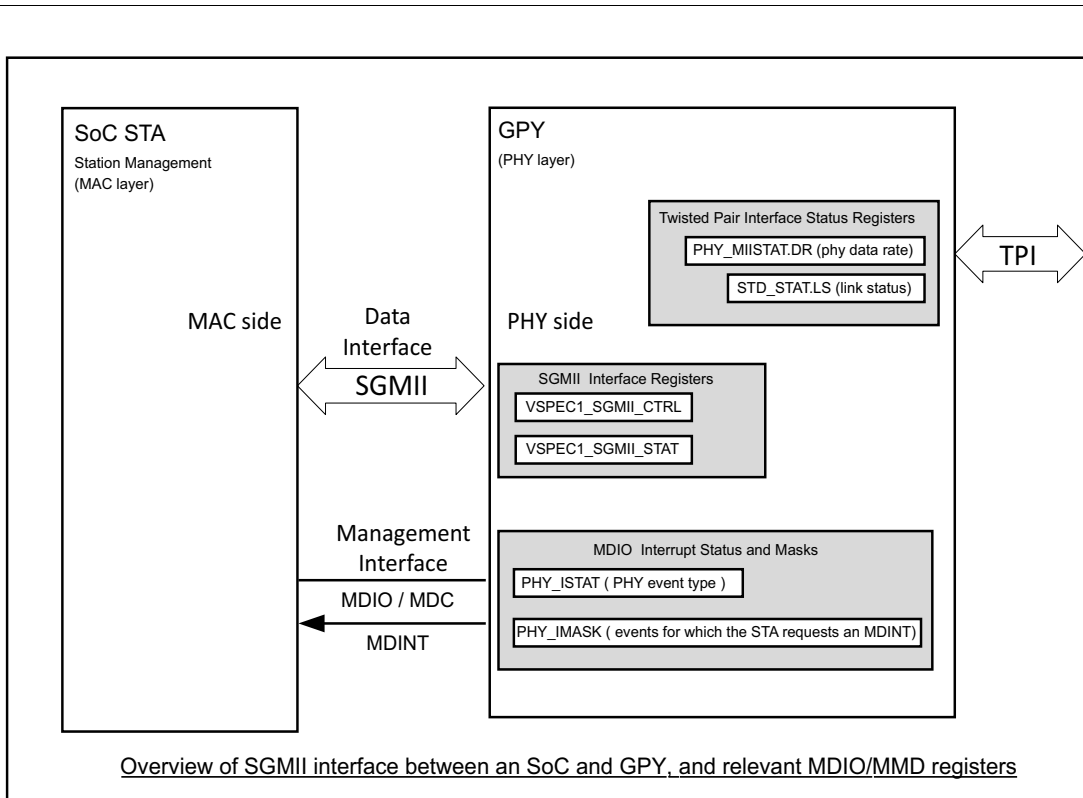 SoC STA
Station Management
(MAC layer)
MAC side
Data
Interface
SGMII
Management
Interface
MDIO / MDC
MDINT
GPY
(PHY layer)
Twisted Pair Interface Status Registers
PHY_MIISTAT.DR (phy data rate)
STD_STAT.LS (link status)
TPI
PHY side
SGMII Interface Registers
VSPEC1_SGMII_CTRL
VSPEC1_SGMII_STAT
MDIO Interrupt Status and Masks
PHY_ISTAT ( PHY event type )
PHY_IMASK ( events for which the STA requests an MDINT)
Overview of SGMII interface between an SoC and GPY, and relevant MDIO/MMD registers